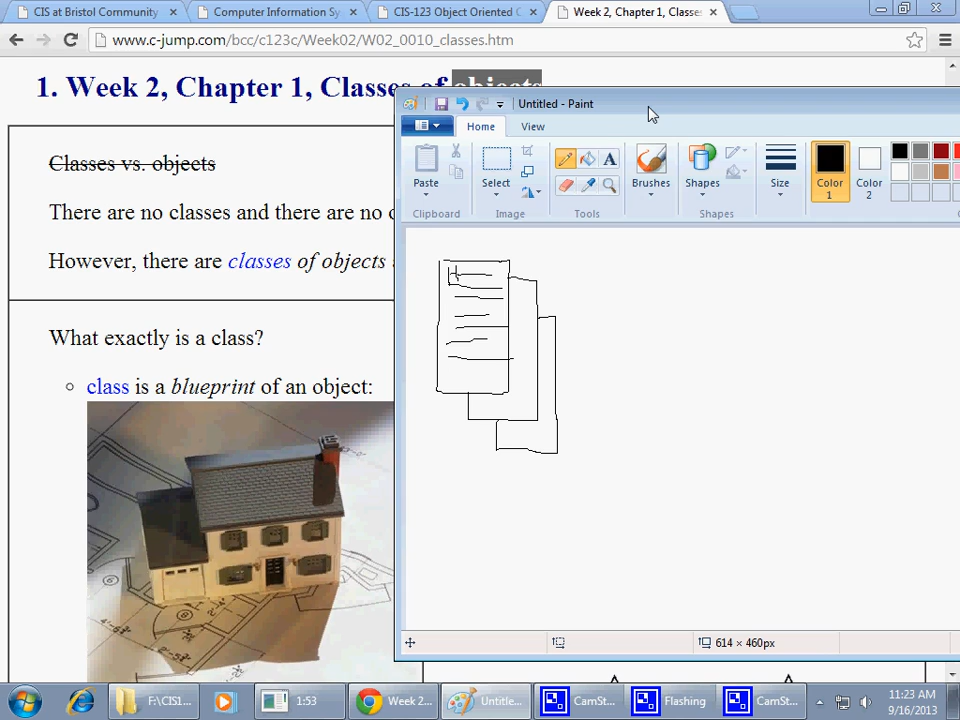 CIS at Bristol Community
Computer Information Sy
CIS-123 Object Oriented C
Week 2, Chapter 1, Classes
www.c-jump.com/bcc/c123c/Week02/W02_0010_classes.htm
1. Week 2, Chapter 1, Classes of objects
Untitled - Paint
Home View
Paste
Select
Brushes
Shapes
Size
Color 1
Color 2
Clipboard
Image
Tools
Shapes
Classes vs. objects
There are no classes and there are no
However, there are classes of objects
What exactly is a class?
class is a blueprint of an object:
614 × 460px
F:\CIS1...
1:53
Week 2...
Untitle...
CamSt...
Flashing
CamSt...
11:23 AM
9/16/2013